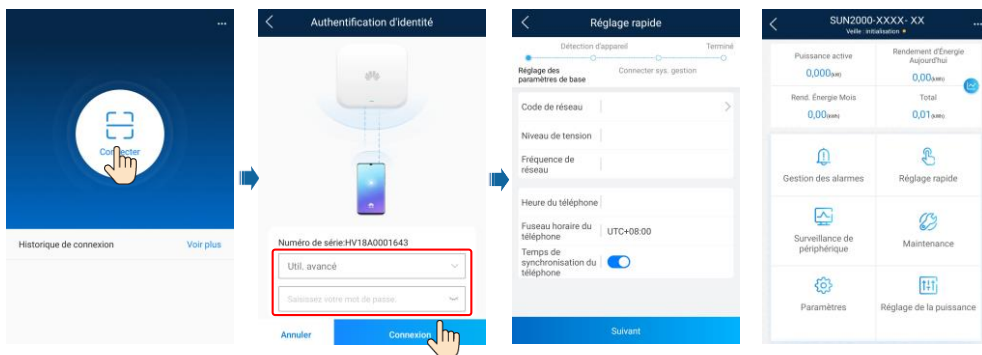 Connecter
Historique de connexion
Voir plus
Authentification d'identité
Numéro de série:HV18A0001643
Util. avancé
Saisissez votre mot de passe.
Annuler
Connexion
Réglage rapide
Détection d'appareil
Terminé
Réglage des
paramètres de base
Connecter sys. gestion
Code de réseau
Niveau de tension
Fréquence de
réseau
Heure du téléphone
Fuseau horaire du
téléphone
UTC+08:00
Temps de
synchronisation du
téléphone
Suivant
SUN2000-XXXX- XX
Veille : initialisation
Puissance active
0,000(kW)
Rendement d'Énergie
Aujourd'hui
0,00(kWh)
Rend. Énergie Mois
0,00(kWh)
Total
0,01(kWh)
Gestion des alarmes
Réglage rapide
Surveillance de
périphérique
Maintenance
Paramètres
Réglage de la puissance